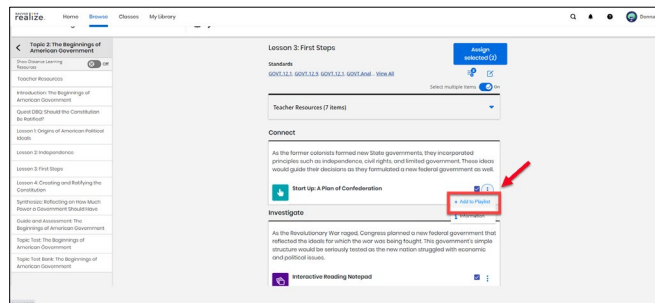 realize.
Home
Browse
Classes
My Library
Donna
Topic 2: The Beginnings of
American Government
Show Distance Learning
Resources
Off
Teacher Resources
Introduction: The Beginnings of
American Government
Quest DBQ: Should the Constitution
Be Ratified?
Lesson 1: Origins of American Political
Ideals
Lesson 2: Independence
Lesson 3: First Steps
Lesson 4: Creating and Ratifying the
Constitution
Synthesis: Reflecting on How Much
Power a Government Should Have
Guide and Assessment: The
Beginnings of American Government
Topic Test: The Beginnings of
American Government
Topic Test Bank: The Beginnings of
American Government
Lesson 3: First Steps
Assign
selected (2)
Standards
GOVT.12.1, GOVT.12.9, GOVT.12.1, GOVT.Anal... View All
Select multiple items
On
Teacher Resources (7 items)
Connect
As the former colonists formed new State governments, they incorporated
principles such as independence, civil rights, and limited government. These ideas
would guide their decisions as they formulated a new federal government as well.
Start Up: A Plan of Confederation
+ Add to Playlist
Information
Investigate
As the Revolutionary War raged, Congress planned a new federal government that
reflected the ideals for which the war was being fought. This government's simple
structure would be seriously tested as the new nation struggled with economic
and political issues.
Interactive Reading Notepad